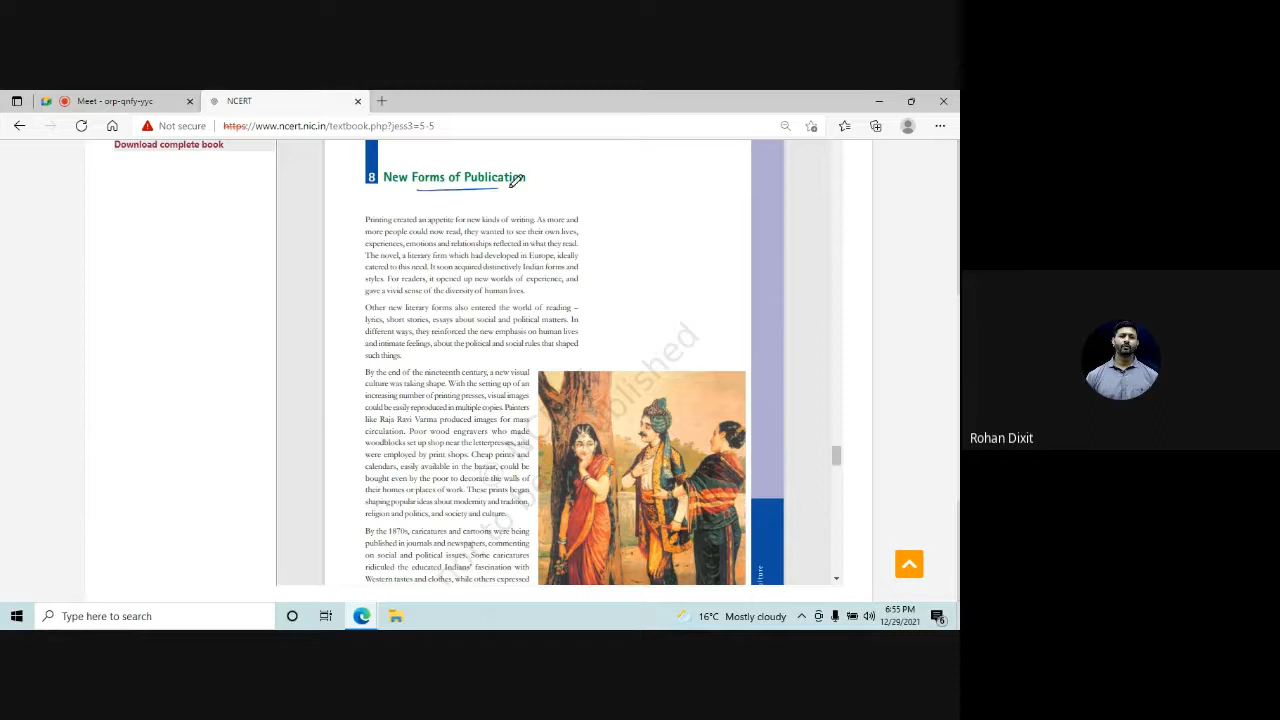 Meet - orp-qnfy-yyc
NCERT
Not secure
https://www.ncert.nic.in/textbook.php?jess3=5-5
Download complete book
8 New Forms of Publication
Printing created an appetite for new kinds of writing. As more and
more people could now read, they wanted to see their own lives,
experiences, emotions and relationships reflected in what they read.
The novel, a literary firm which had developed in Europe, ideally
catered to this need. It soon acquired distinctively Indian forms and
styles. For readers, it opened up new worlds of experience, and
gave a vivid sense of the diversity of human lives.
Other new literary forms also entered the world of reading –
lyrics, short stories, essays about social and political matters. In
different ways, they reinforced the new emphasis on human lives
and intimate feelings, about the political and social rules that shaped
such things.
By the end of the nineteenth century, a new visual
culture was taking shape. With the setting up of an
increasing number of printing presses, visual images
could be easily reproduced in multiple copies. Painters
like Raja Ravi Varma produced images for mass
circulation. Poor wood engravers who made
woodblocks set up shop near the letterpresses, and
were employed by print shops. Cheap prints and
calendars, easily available in the bazaar, could be
bought even by the poor to decorate the walls of
their homes or places of work. These prints began
shaping popular ideas about modernity and tradition,
religion and politics, and society and culture.
By the 1870s, caricatures and cartoons were being
published in journals and newspapers, commenting
on social and political issues. Some caricatures
ridiculed the educated Indians' fascination with
Western tastes and clothes, while others expressed
Rohan Dixit
Type here to search
16°C Mostly cloudy
6:55 PM
12/29/2021
6